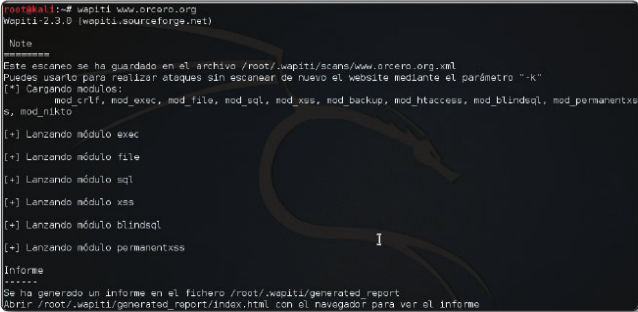 root@kali:~# wapiti www.orcero.org
Wapiti-2.3.0 (wapiti.sourceforge.net)
Note
========
Este escaneo se ha guardado en el archivo /root/.wapiti/scans/www.orcero.org.xml
Puedes usarlo para realizar ataques sin escanear de nuevo el website mediante el parámetro "-k"
[*] Cargando modulos:
mod_crlf, mod_exec, mod_file, mod_sql, mod_xss, mod_backup, mod_htaccess, mod_blindsql, mod_permanentxs
s, mod_nikto
[+] Lanzando módulo exec
[+] Lanzando módulo file
[+] Lanzando módulo sql
[+] Lanzando módulo xss
[+] Lanzando módulo blindsql
[+] Lanzando módulo permanentxss
Informe
------
Se ha generado un informe en el fichero /root/.wapiti/generated_report
Abrir /root/.wapiti/generated_report/index.html con el navegador para ver el informe